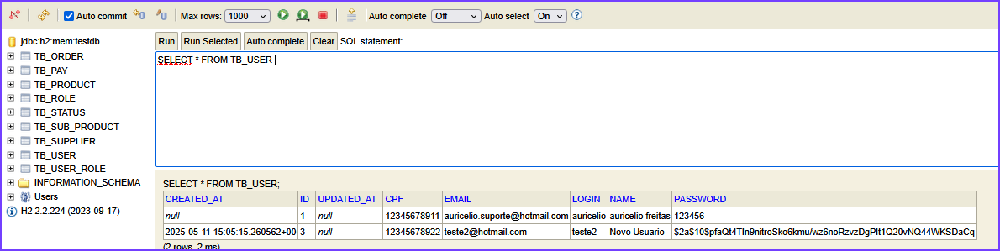 Auto commit Max rows: 1000 Auto complete Off Auto select On
jdbc:h2:mem:testdb
TB_ORDER
TB_PAY
TB_PRODUCT
TB_ROLE
TB_STATUS
TB_SUB_PRODUCT
TB_SUPPLIER
TB_USER
TB_USER_ROLE
INFORMATION_SCHEMA
Users
H2 2.2.224 (2023-09-17)
Run Run Selected Auto complete Clear SQL statement:
SELECT * FROM TB_USER
SELECT * FROM TB_USER;
CREATED_AT ID UPDATED_AT CPF EMAIL LOGIN NAME PASSWORD
null 1 null 12345678911 auricelio.suporte@hotmail.com auricelio auricelio freitas 123456
2025-05-11 15:05:15.260562+00 3 null 12345678922 teste2@hotmail.com teste2 Novo Usuario
(2 rows, 2 ms)